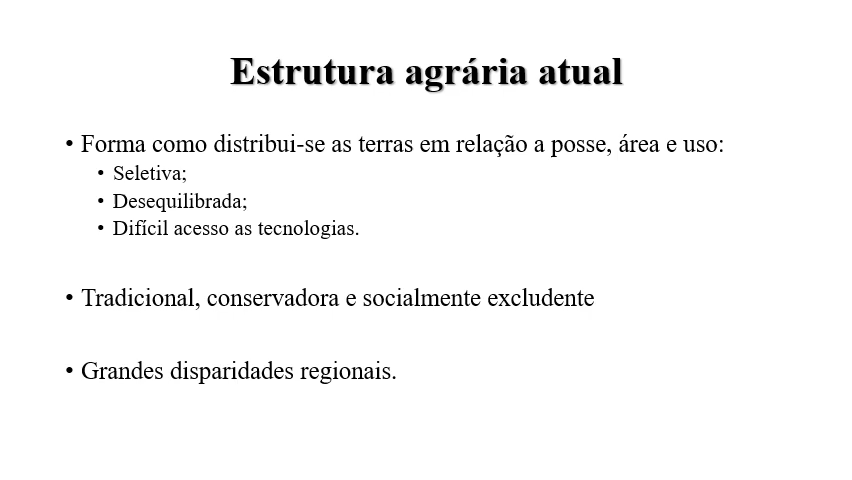 Estrutura agrária atual
• Forma como distribui-se as terras em relação a posse, área e uso:
• Seletiva;
• Desequilibrada;
• Difícil acesso as tecnologias.
• Tradicional, conservadora e socialmente excludente
• Grandes disparidades regionais.